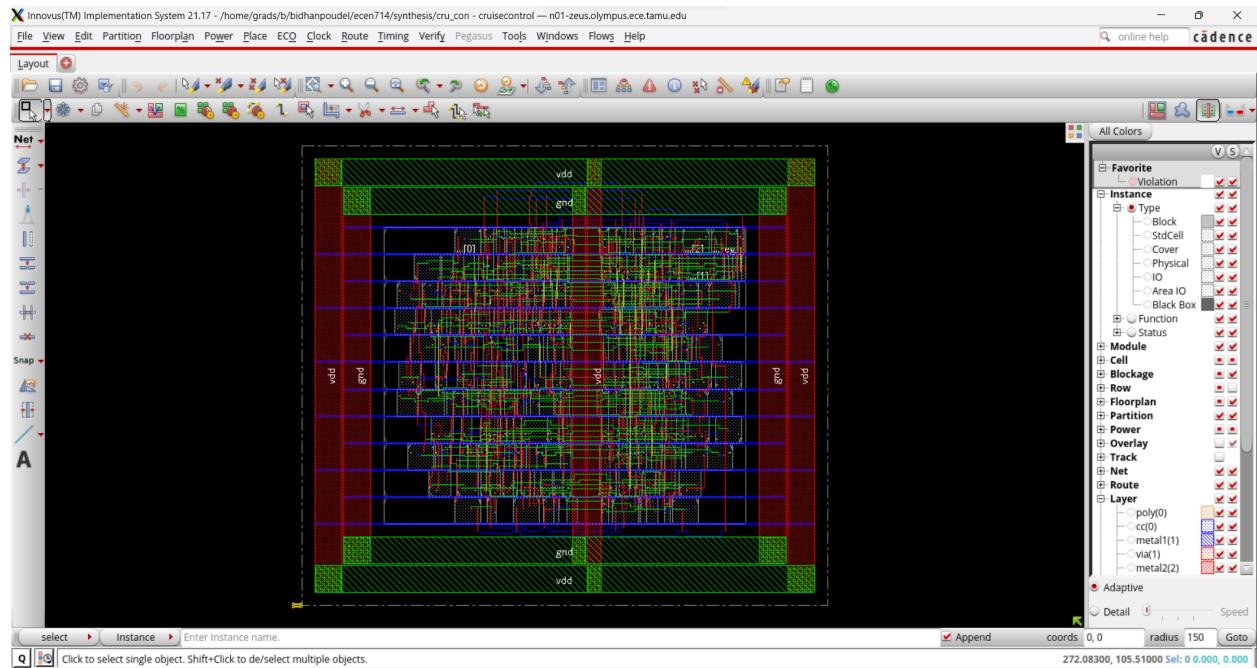 Innovus(TM) Implementation System 21.17 - /home/grads/b/bidhanpoudel/ecen714/synthesis/cru_con - cruisecontrol — n01-zeus.olympus.ece.tamu.edu
File View Edit Partition Floorplan Power Place ECO Clock Route Timing Verify Pegasus Tools Windows Flows Help
online help
cādence
Layout
Net
Snap
A
vdd
gnd
...[0]
...[2]
...[1]
vdd
gnd
vdd
gnd
vdd
gnd
vdd
All Colors
V S
Favorite
Violation
Instance
Type
Block
StdCell
Cover
Physical
IO
Area IO
Black Box
Function
Status
Module
Cell
Blockage
Row
Floorplan
Partition
Power
Overlay
Track
Net
Route
Layer
poly(0)
cc(0)
metal1(1)
via(1)
metal2(2)
Adaptive
Detail
Speed
select Instance Enter Instance name. Append coords 0, 0 radius 150 Goto
Q Click to select single object. Shift+Click to de/select multiple objects. 272.08300, 105.51000 Sel: 0 0.000, 0.000